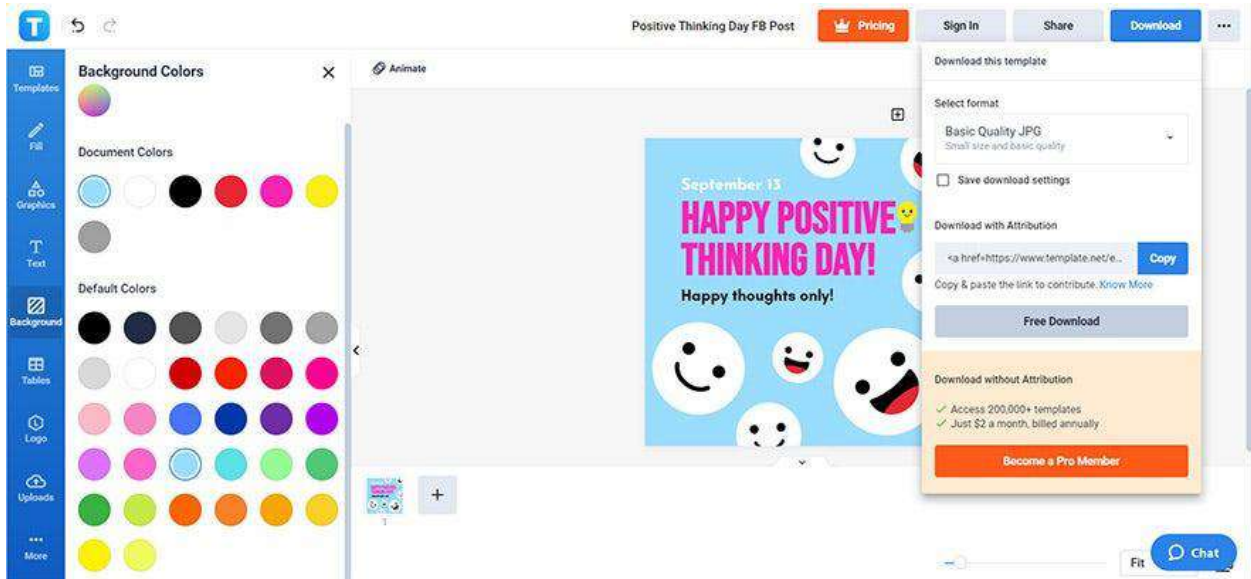 T
Positive Thinking Day FB Post
Pricing
Sign In
Share
Download
Templates
Fill
Graphics
T
Text
Background
Tables
Logo
Uploads
More
Background Colors
Document Colors
Default Colors
Animate
September 13
HAPPY POSITIVE
THINKING DAY!
Happy thoughts only!
1
Download this template
Select format
Basic Quality JPG
Small size and basic quality
Save download settings
Download with Attribution
<a href=https://www.template.net/e...
Copy
Copy & paste the link to contribute. Know More
Free Download
Download without Attribution
Access 200,000+ templates
Just $2 a month, billed annually
Become a Pro Member
Fit
Chat